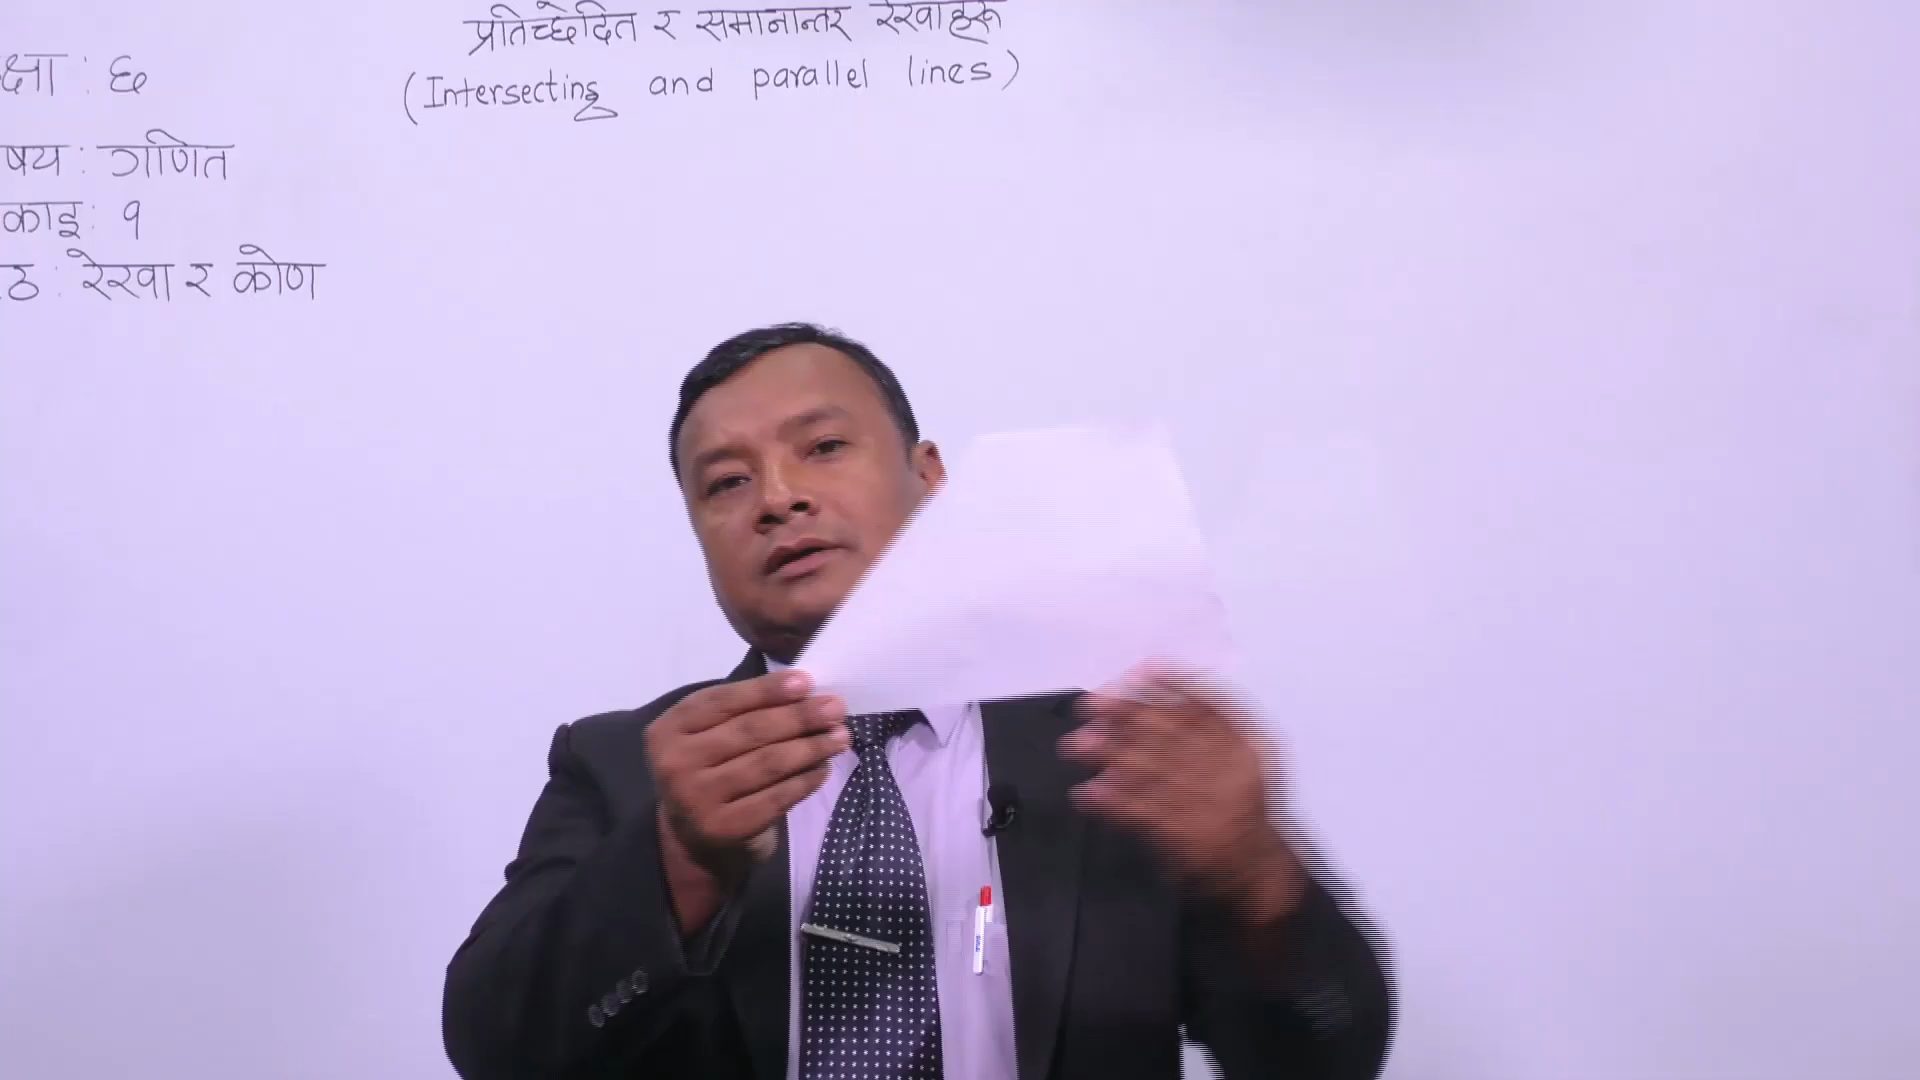 प्रतिच्छेदित र समानान्तर रेखाहरू
(Intersecting and parallel lines)
क्षा : ६
षय : गणित
काइ : १
ठ : रेखा र कोण